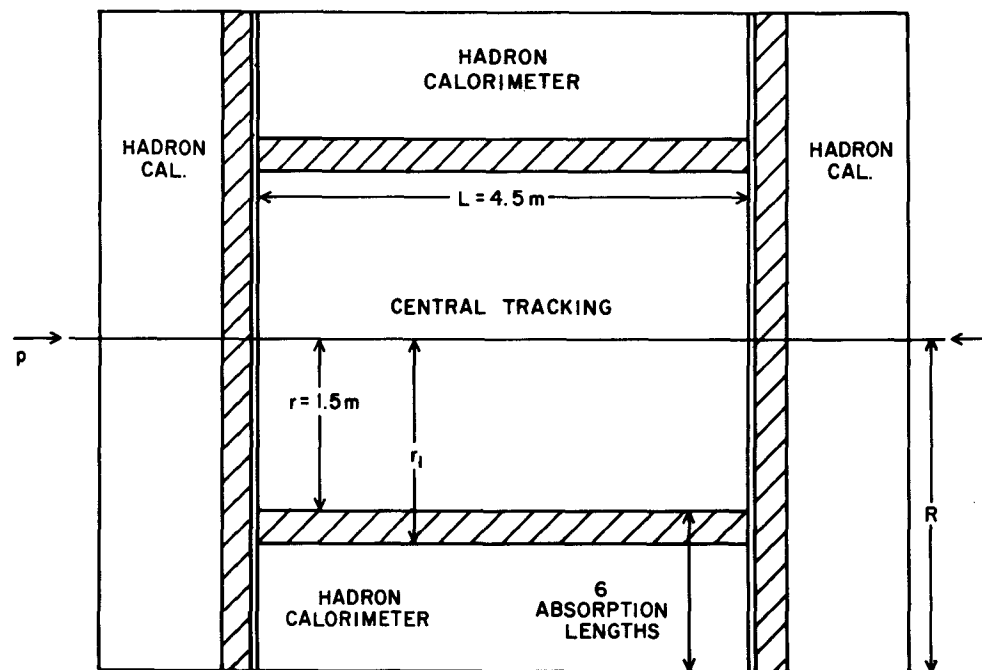 HADRON
CALORIMETER
HADRON
CAL.
HADRON
CAL.
L = 4.5 m
CENTRAL TRACKING
p
r = 1.5 m
r₁
R
6
ABSORPTION
LENGTHS
HADRON
CALORIMETER